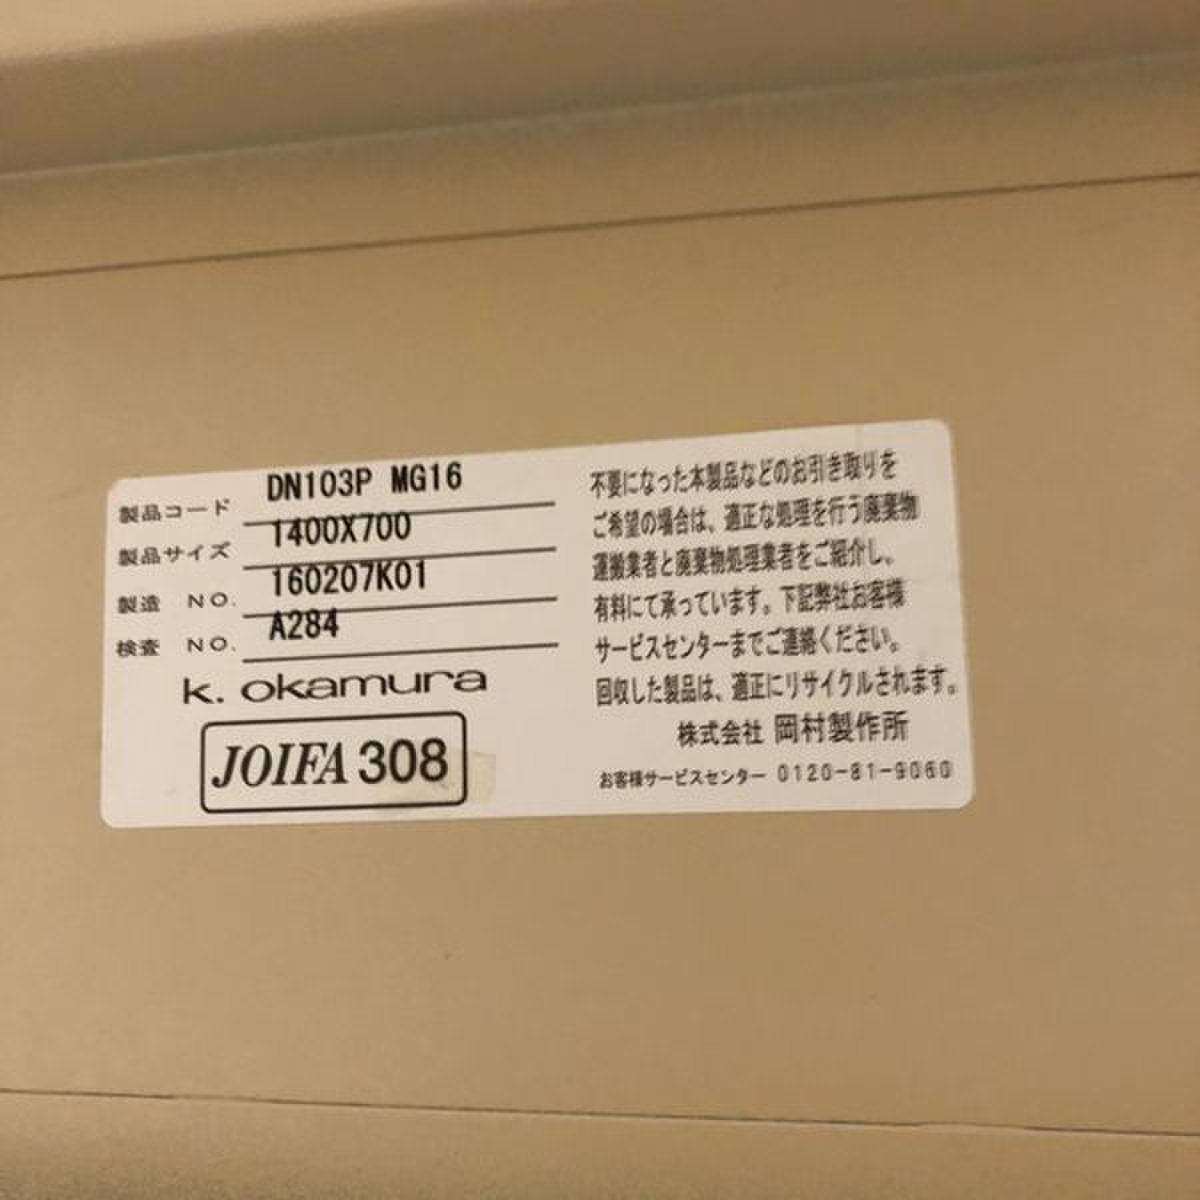 製品コード DN103P MG16
製品サイズ 1400X700
製造 NO. 160207K01
検査 NO. A284
k. okamura
JOIFA 308
不要になった本製品などのお引き取りを
ご希望の場合は、適正な処理を行う廃棄物
運搬業者と廃棄物処理業者をご紹介し、
有料にて承っています。下記弊社お客様
サービスセンターまでご連絡ください。
回収した製品は、適正にリサイクルされます。
株式会社 岡村製作所
お客様サービスセンター 0120-81-9060